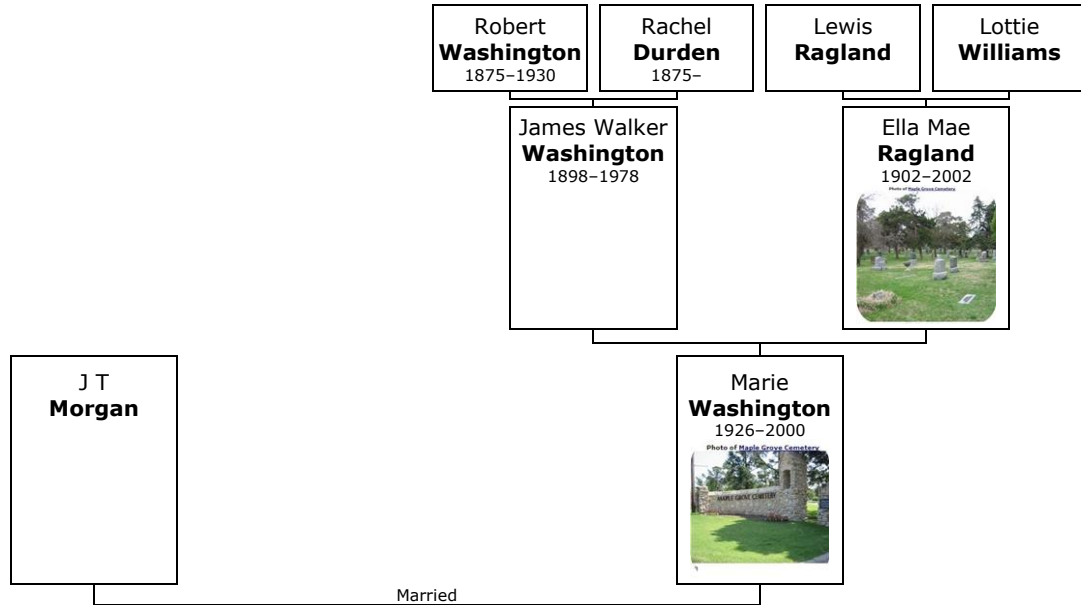 Robert
Washington
1875–1930
Rachel
Durden
1875–
Lewis
Ragland
Lottie
Williams
James Walker
Washington
1898–1978
Ella Mae
Ragland
1902–2002
Photo of Maple Grove Cemetery
J T
Morgan
Marie
Washington
1926–2000
Photo of Maple Grove Cemetery
MAPLE GROVE CEMETERY
Married